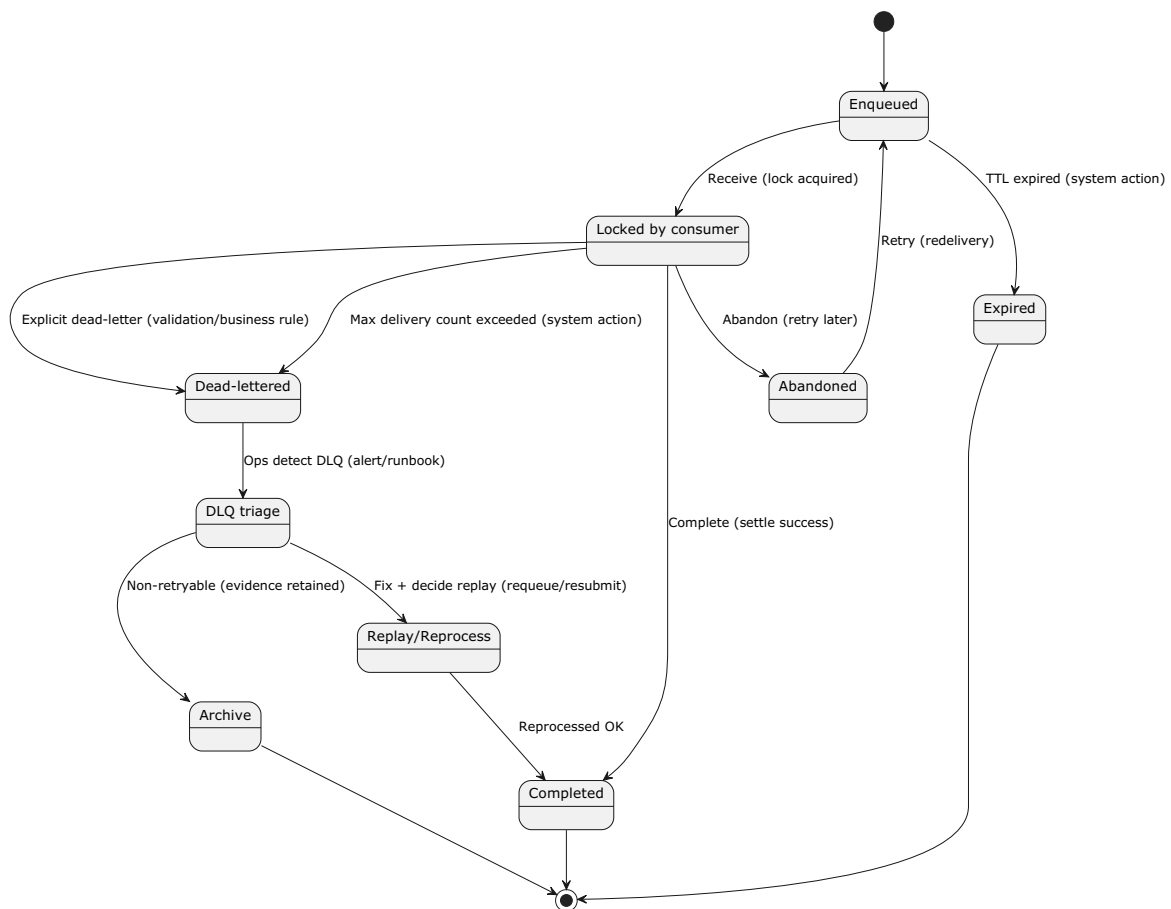 Enqueued
Receive (lock acquired)
TTL expired (system action)
Locked by consumer
Retry (redelivery)
Expired
Explicit dead-letter (validation/business rule)
Max delivery count exceeded (system action)
Abandon (retry later)
Dead-lettered
Abandoned
Ops detect DLQ (alert/runbook)
DLQ triage
Complete (settle success)
Non-retryable (evidence retained)
Fix + decide replay (requeue/resubmit)
Replay/Reprocess
Archive
Reprocessed OK
Completed